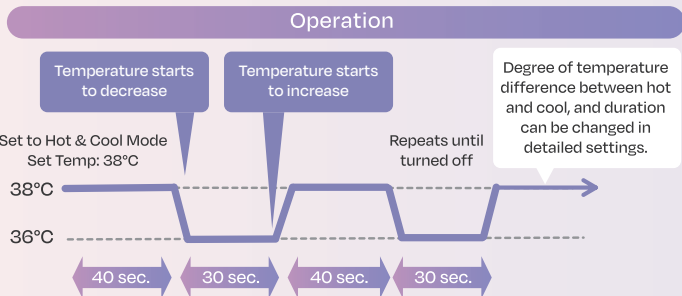 Operation
Temperature starts
to decrease
Temperature starts
to increase
Degree of temperature
difference between hot
and cool, and duration
can be changed in
detailed settings.
Set to Hot & Cool Mode
Set Temp: 38°C
Repeats until
turned off
38°C
36°C
40 sec.
30 sec.
40 sec.
30 sec.